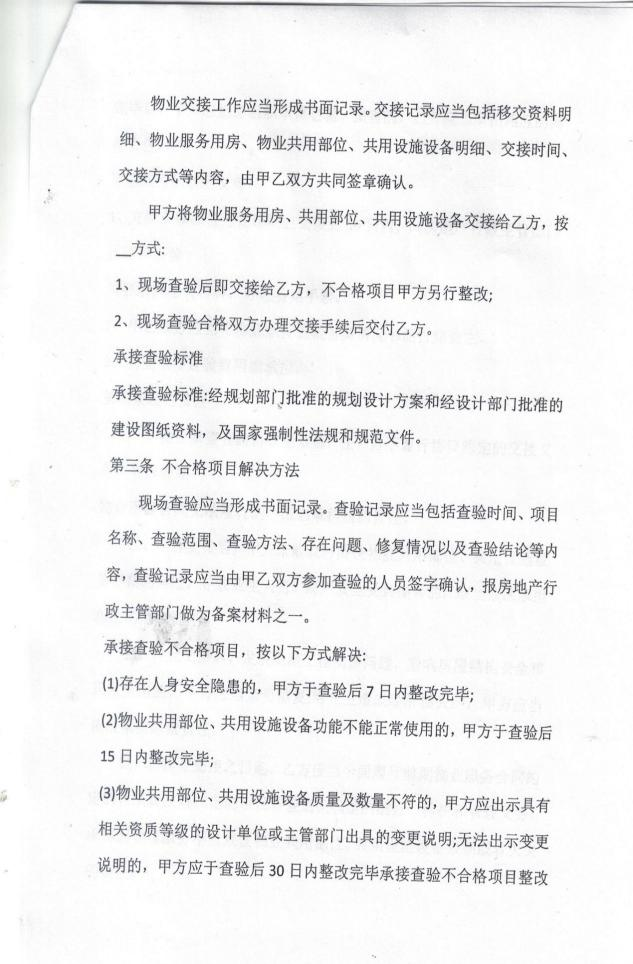 物业交接工作应当形成书面记录。交接记录应当包括移交资料明
细、物业服务用房、物业共用部位、共用设施设备明细、交接时间、
交接方式等内容，由甲乙双方共同签章确认。
甲方将物业服务用房、共用部位、共用设施设备交接给乙方，按
__方式:
1、现场查验后即交接给乙方，不合格项目甲方另行整改;
2、现场查验合格双方办理交接手续后交付乙方。
承接查验标准
承接查验标准:经规划部门批准的规划设计方案和经设计部门批准的
建设图纸资料，及国家强制性法规和规范文件。
第三条 不合格项目解决方法
现场查验应当形成书面记录。查验记录应当包括查验时间、项目
名称、查验范围、查验方法、存在问题、修复情况以及查验结论等内
容，查验记录应当由甲乙双方参加查验的人员签字确认，报房地产行
政主管部门做为备案材料之一。
承接查验不合格项目，按以下方式解决:
(1)存在人身安全隐患的，甲方于查验后 7 日内整改完毕;
(2)物业共用部位、共用设施设备功能不能正常使用的，甲方于查验后
15 日内整改完毕;
(3)物业共用部位、共用设施设备质量及数量不符的，甲方应出示具有
相关资质等级的设计单位或主管部门出具的变更说明;无法出示变更
说明的，甲方应于查验后 30 日内整改完毕承接查验不合格项目整改